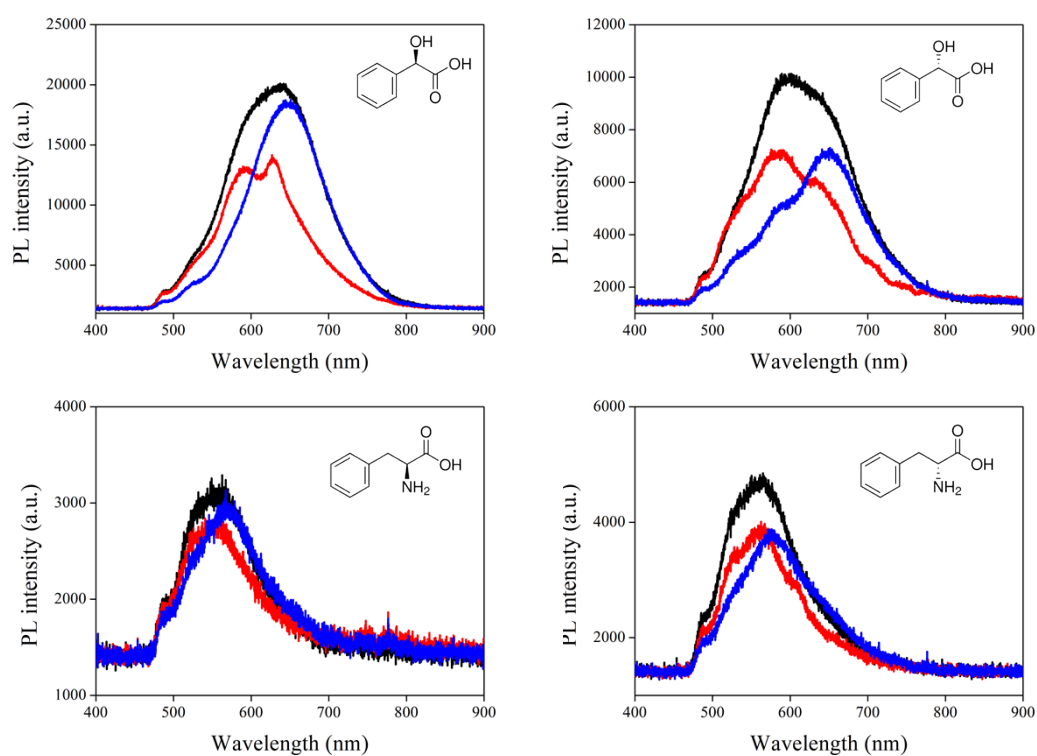 25000
20000
15000
10000
5000
400 500 600 700 800 900
PL intensity (a.u.)
Wavelength (nm)
OH
OH
O
12000
10000
8000
6000
4000
2000
400 500 600 700 800 900
PL intensity (a.u.)
Wavelength (nm)
OH
OH
O
4000
3000
2000
1000
400 500 600 700 800 900
PL intensity (a.u.)
Wavelength (nm)
O
OH
NH2
6000
4000
2000
400 500 600 700 800 900
PL intensity (a.u.)
Wavelength (nm)
O
OH
NH2